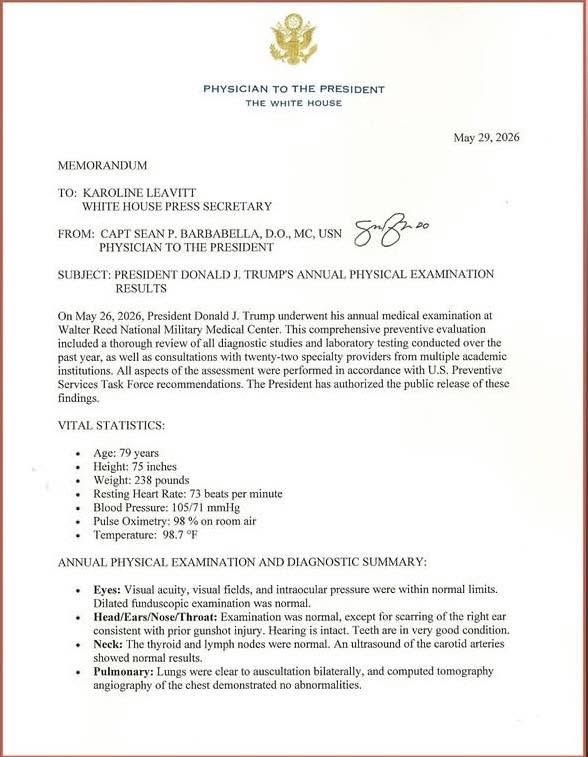 PHYSICIAN TO THE PRESIDENT
THE WHITE HOUSE
May 29, 2026
MEMORANDUM
TO: KAROLINE LEAVITT
WHITE HOUSE PRESS SECRETARY
FROM: CAPT SEAN P. BARBABELLA, D.O., MC, USN
PHYSICIAN TO THE PRESIDENT
SUBJECT: PRESIDENT DONALD J. TRUMP'S ANNUAL PHYSICAL EXAMINATION
RESULTS
On May 26, 2026, President Donald J. Trump underwent his annual medical examination at
Walter Reed National Military Medical Center. This comprehensive preventive evaluation
included a thorough review of all diagnostic studies and laboratory testing conducted over the
past year, as well as consultations with twenty-two specialty providers from multiple academic
institutions. All aspects of the assessment were performed in accordance with U.S. Preventive
Services Task Force recommendations. The President has authorized the public release of these
findings.
VITAL STATISTICS:
• Age: 79 years
• Height: 75 inches
• Weight: 238 pounds
• Resting Heart Rate: 73 beats per minute
• Blood Pressure: 105/71 mmHg
• Pulse Oximetry: 98 % on room air
• Temperature: 98.7 °F
ANNUAL PHYSICAL EXAMINATION AND DIAGNOSTIC SUMMARY:
• Eyes: Visual acuity, visual fields, and intraocular pressure were within normal limits.
Dilated funduscopic examination was normal.
• Head/Ears/Nose/Throat: Examination was normal, except for scarring of the right ear
consistent with prior gunshot injury. Hearing is intact. Teeth are in very good condition.
• Neck: The thyroid and lymph nodes were normal. An ultrasound of the carotid arteries
showed normal results.
• Pulmonary: Lungs were clear to auscultation bilaterally, and computed tomography
angiography of the chest demonstrated no abnormalities.